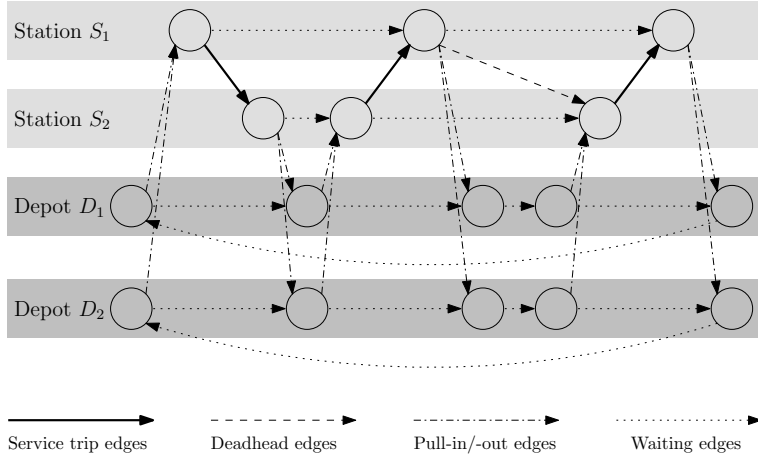 Station S₁
Station S₂
Depot D₁
Depot D₂
Service trip edges
Deadhead edges
Pull-in/-out edges
Waiting edges